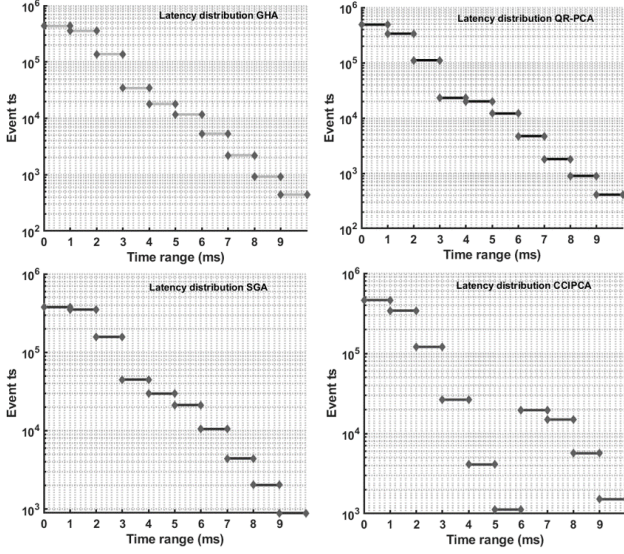 Latency distribution GHA
Event ts
10^6
10^5
10^4
10^3
10^2
0 1 2 3 4 5 6 7 8 9
Time range (ms)
Latency distribution QR-PCA
Event ts
10^6
10^5
10^4
10^3
10^2
0 1 2 3 4 5 6 7 8 9
Time range (ms)
Latency distribution SGA
Event ts
10^6
10^5
10^4
10^3
0 1 2 3 4 5 6 7 8 9
Time range (ms)
Latency distribution CCIPCA
Event ts
10^6
10^5
10^4
10^3
0 1 2 3 4 5 6 7 8 9
Time range (ms)